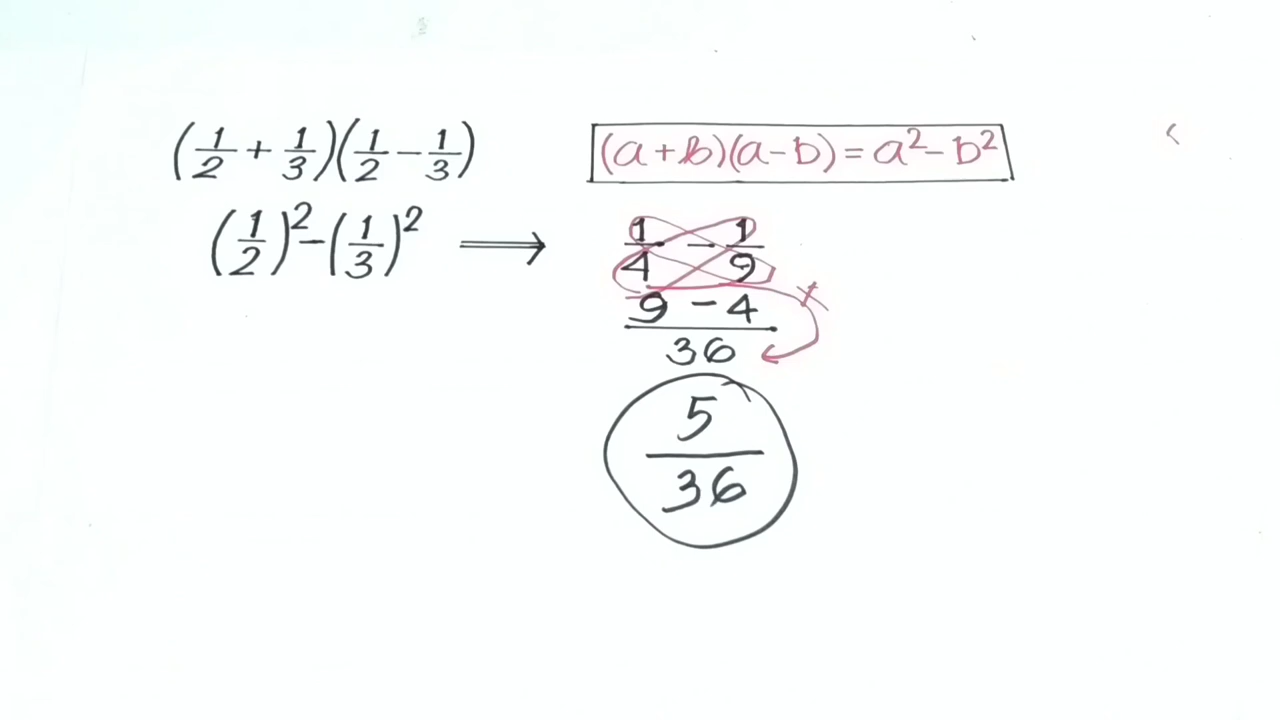 (1/2 + 1/3)(1/2 - 1/3)
(a+b)(a-b) = a² - b²
(1/2)² - (1/3)² ⟹ 1/4 - 1/9
9 - 4
36
5
36